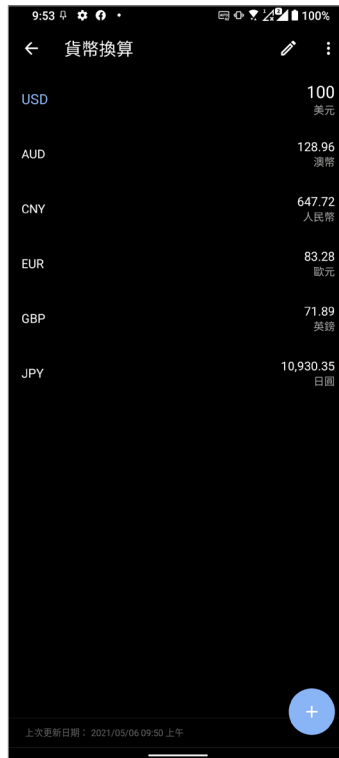 9:53
100%
貨幣換算
USD
100
美元
AUD
128.96
澳幣
CNY
647.72
人民幣
EUR
83.28
歐元
GBP
71.89
英鎊
JPY
10,930.35
日圓
上次更新日期： 2021/05/06 09:50 上午